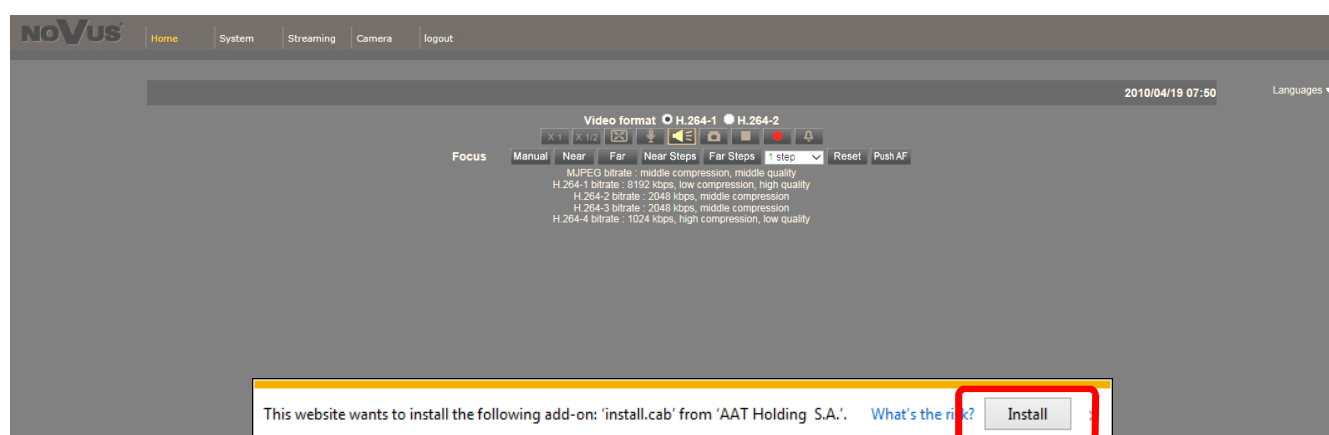 NOVUS Home System Streaming Camera logout
2010/04/19 07:50 Languages
Video format H.264-1 H.264-2
X 1 X 1/2
Focus Manual Near Far Near Steps Far Steps 1 step Reset Push AF
MJPEG bitrate : middle compression, middle quality
H.264-1 bitrate : 8192 kbps, low compression, high quality
H.264-2 bitrate : 2048 kbps, middle compression
H.264-3 bitrate : 2048 kbps, middle compression
H.264-4 bitrate : 1024 kbps, high compression, low quality
This website wants to install the following add-on: 'install.cab' from 'AAT Holding S.A.'. What's the risk? Install